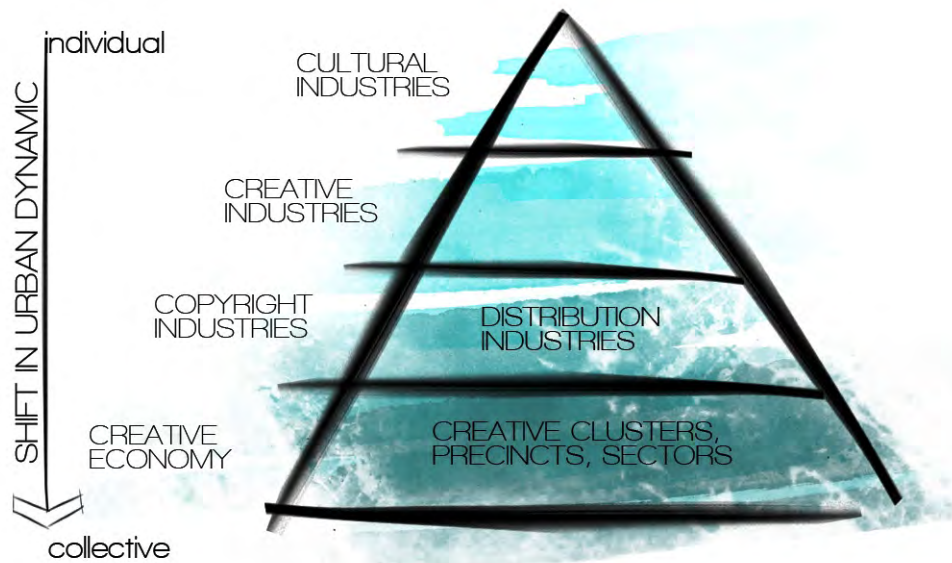 individual
SHIFT IN URBAN DYNAMIC
collective
CULTURAL
INDUSTRIES
CREATIVE
INDUSTRIES
COPYRIGHT
INDUSTRIES
DISTRIBUTION
INDUSTRIES
CREATIVE
ECONOMY
CREATIVE CLUSTERS,
PRECINCTS, SECTORS